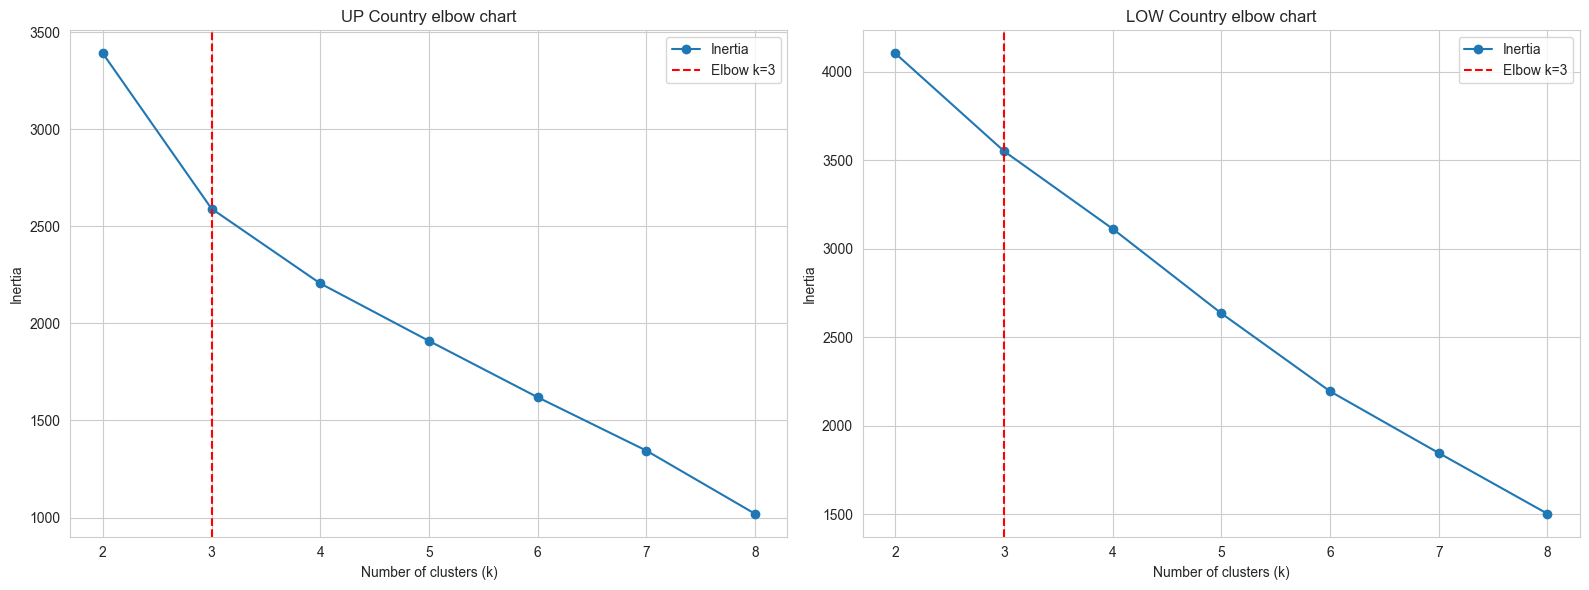 UP Country elbow chart
3500
3000
2500
2000
1500
1000
Inertia
2 3 4 5 6 7 8
Number of clusters (k)
Inertia
Elbow k=3
LOW Country elbow chart
4000
3500
3000
2500
2000
1500
Inertia
2 3 4 5 6 7 8
Number of clusters (k)
Inertia
Elbow k=3